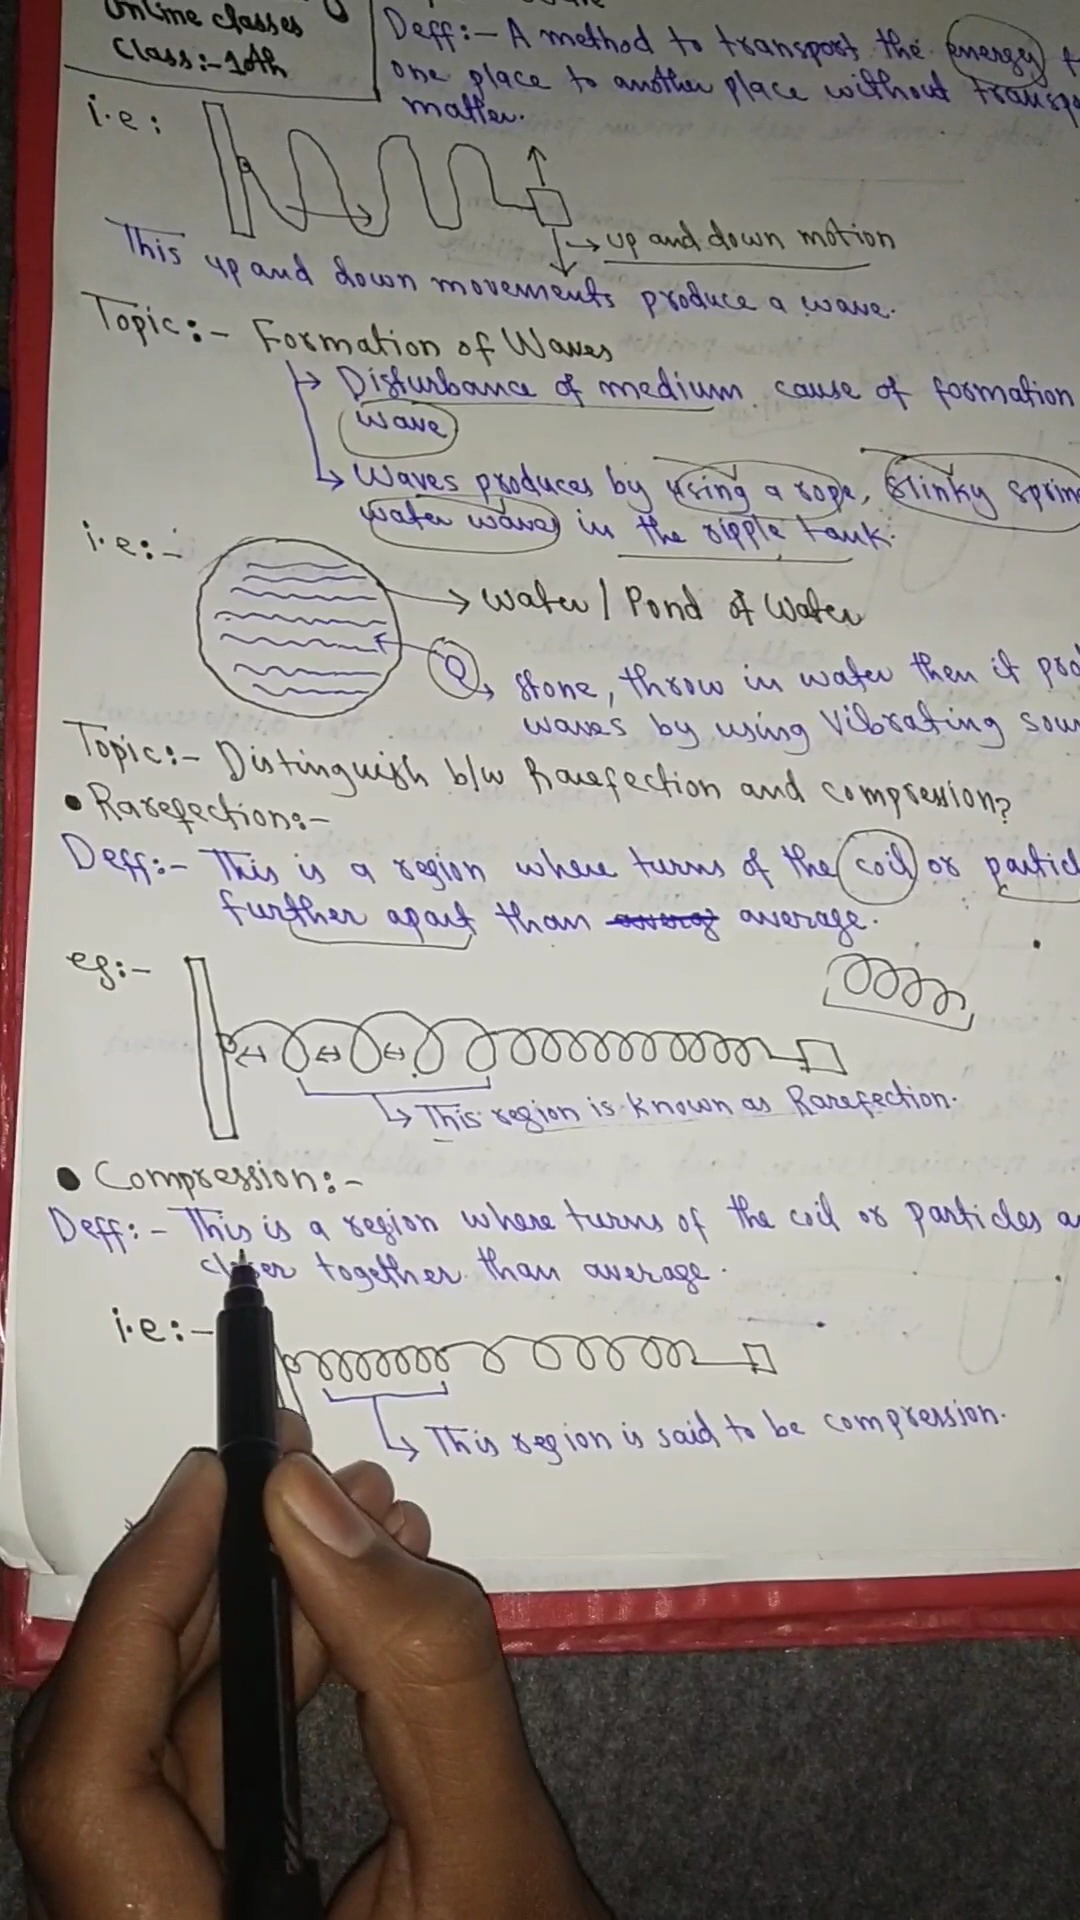 Online classes
Class:- 10th
Deff:- A method to transport the energy
one place to another place without
matter.
i.e:
up and down motion
This up and down movements produce a wave.
Topic:- Formation of Waves
Disturbance of medium cause of formation
wave
Waves produces by using a rope, slinky
water waves in the ripple tank.
i.e:-
Water / Pond of Water
Stone, throw in water then it
waves by using vibrating
Topic:- Distinguish b/w Rarefection and compression?
• Rarefection:-
Deff:- This is a region where turns of the coil or
further apart than average.
eg:-
This region is known as Rarefection.
• Compression:-
Deff:- This is a region where turns of the coil or particles
closer together than average.
i.e:-
This region is said to be compression.